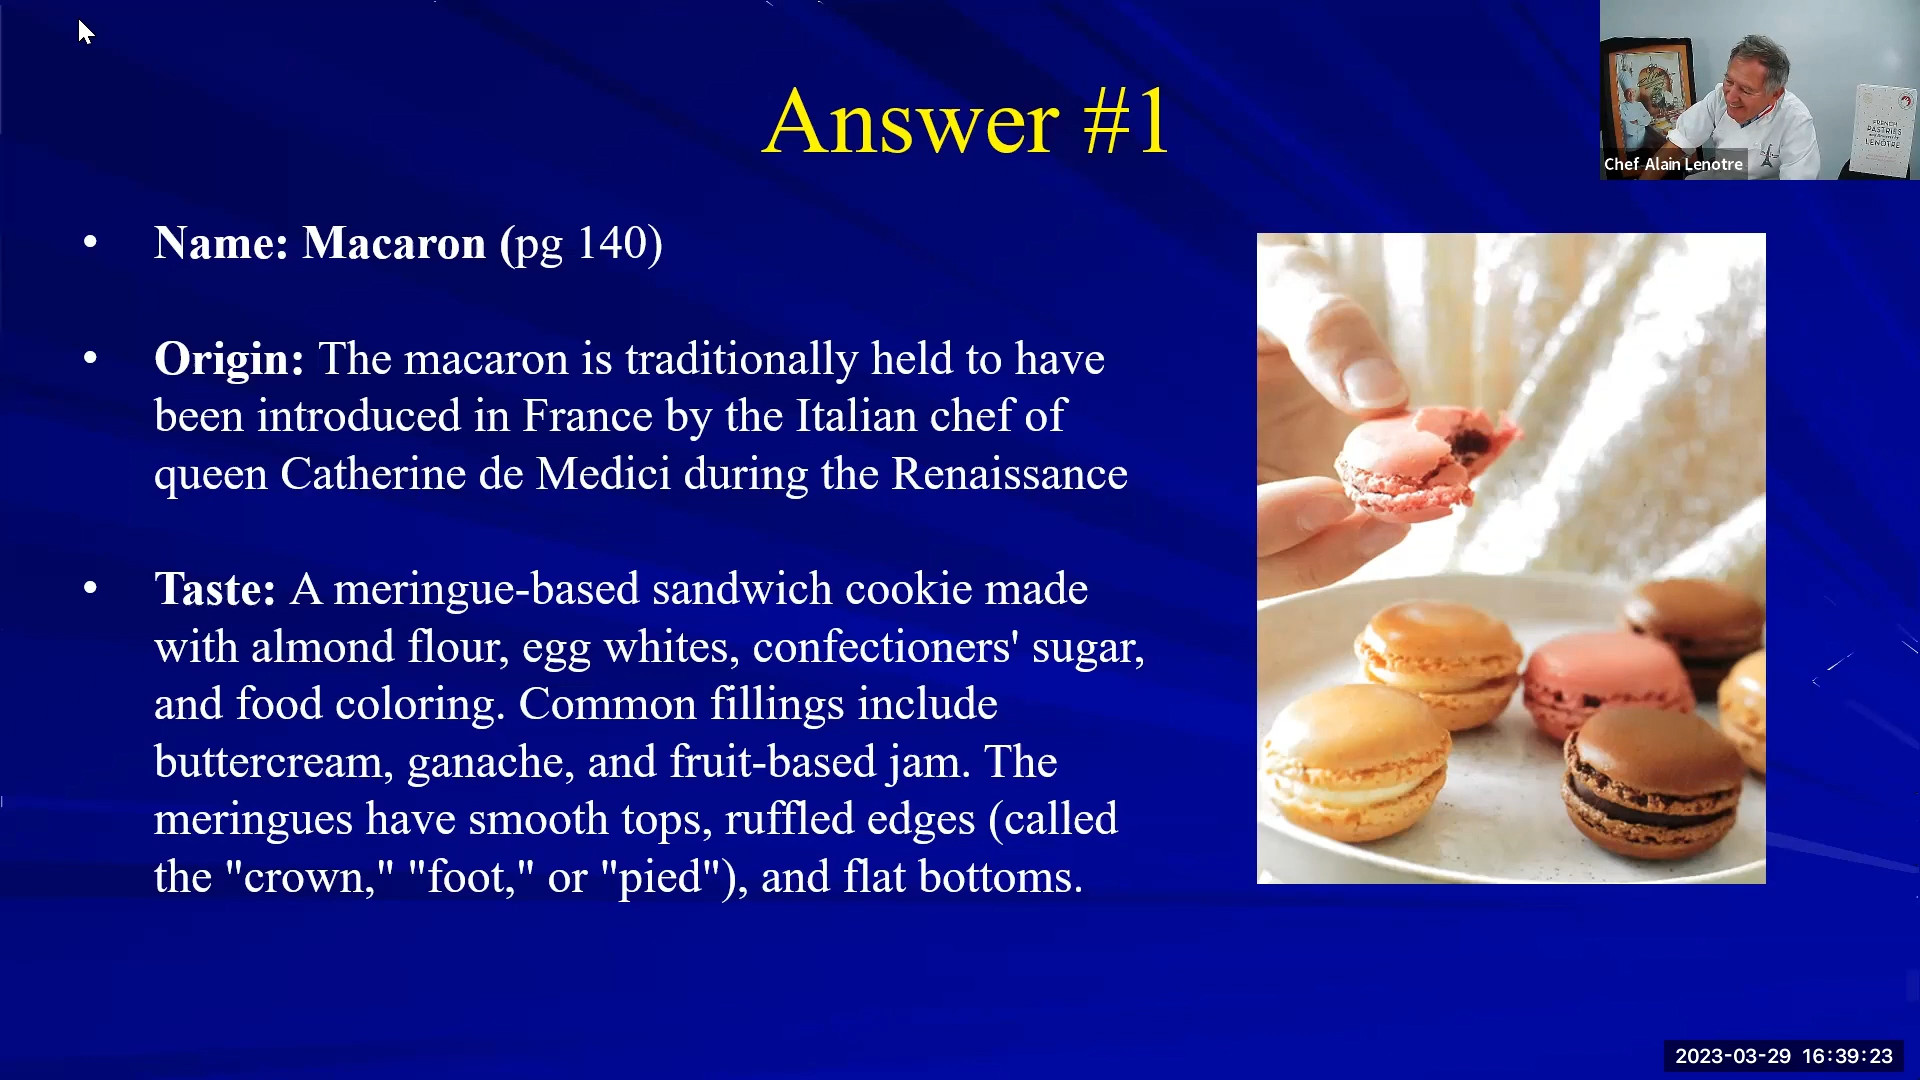 Answer #1
Chef Alain Lenotre
FRENCH
PASTRIES
LENÔTRE
• Name: Macaron (pg 140)
• Origin: The macaron is traditionally held to have
been introduced in France by the Italian chef of
queen Catherine de Medici during the Renaissance
• Taste: A meringue-based sandwich cookie made
with almond flour, egg whites, confectioners' sugar,
and food coloring. Common fillings include
buttercream, ganache, and fruit-based jam. The
meringues have smooth tops, ruffled edges (called
the "crown," "foot," or "pied"), and flat bottoms.
2023-03-29 16:39:23